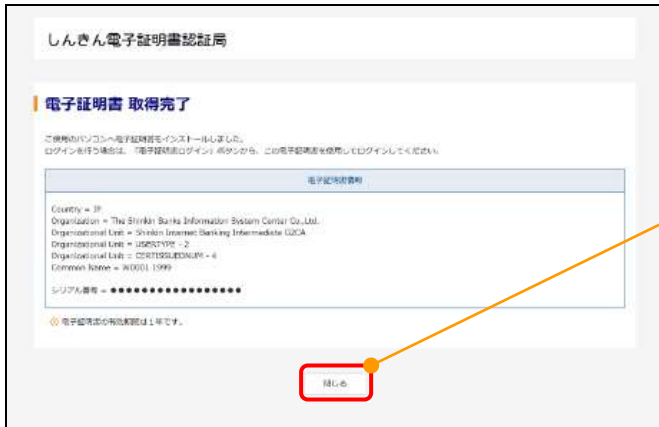 しんきん電子証明書認証局
電子証明書 取得完了
ご使用のパソコンへ電子証明書をインストールしました。
ログインを行う場合は、「電子証明書ログイン」ボタンから、この電子証明書を使用してログインしてください。
電子証明書情報
Country = JP
Organization = The Shinkin Banks Information System Center Co.,Ltd.
Organizational Unit = Shinkin Internet Banking Intermediate G2CA
Organizational Unit = USERTYPE - 2
Organizational Unit = CERTISSUEDNUM - 4
Common Name = W0001 1999
シリアル番号 = ●●●●●●●●●●●●●●●●●
電子証明書の有効期限は1年です。
閉じる